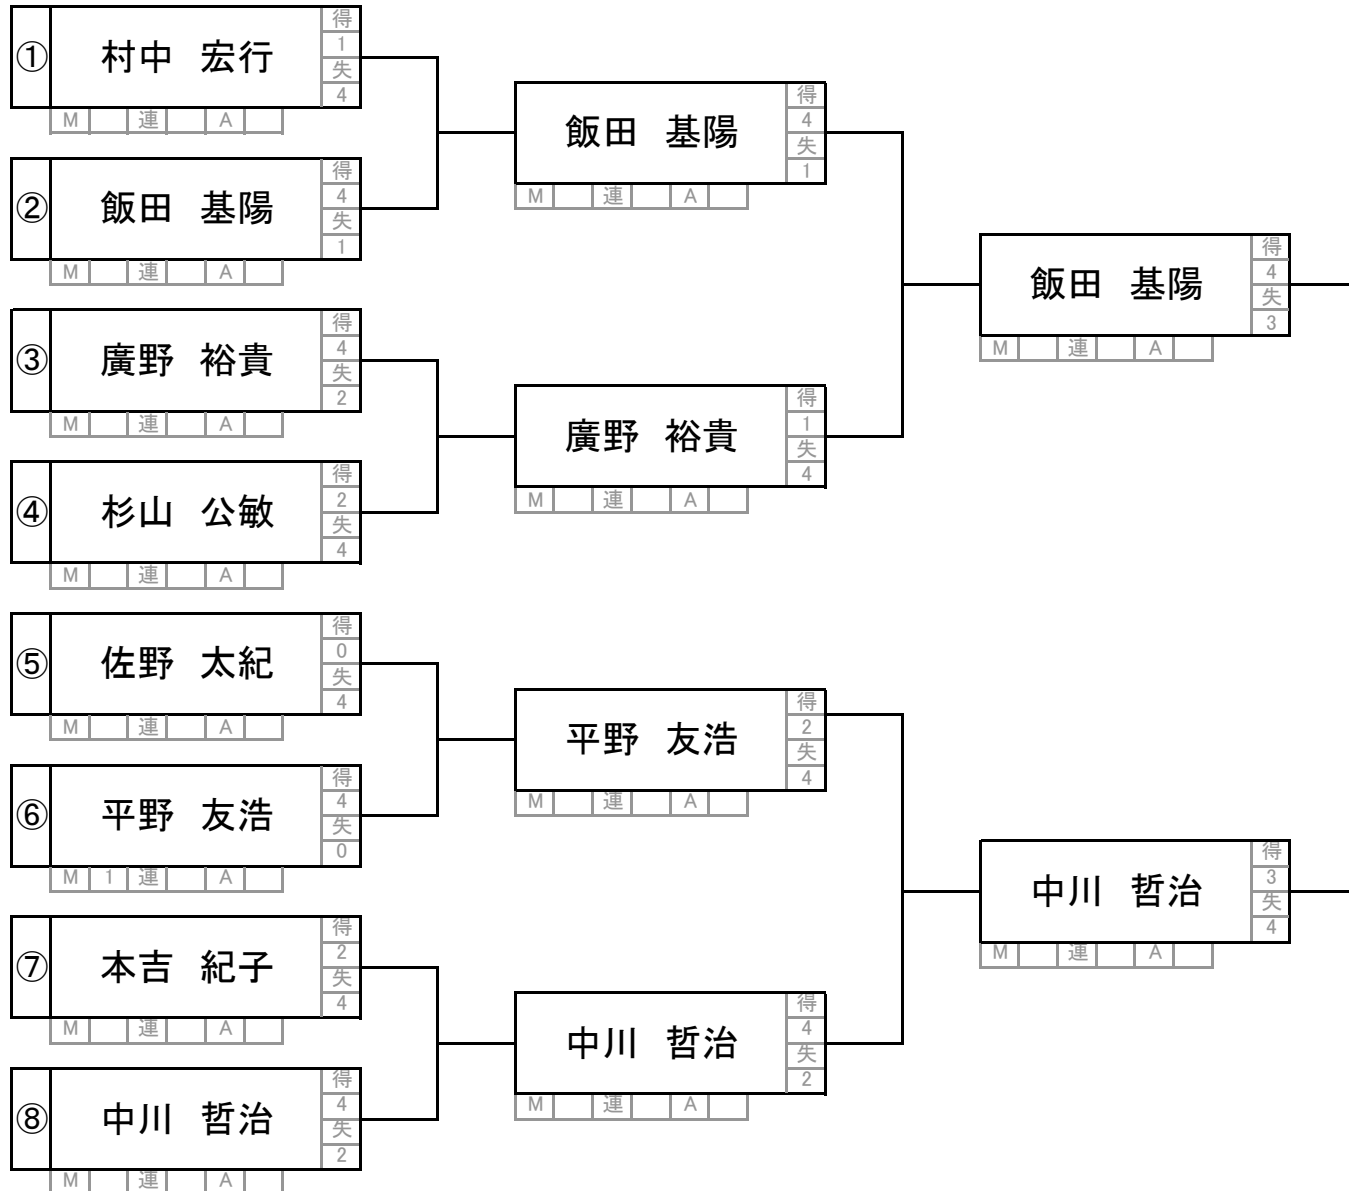 ① 村中 宏行 得 1 失 4
M 連 A
② 飯田 基陽 得 4 失 1
M 連 A
③ 廣野 裕貴 得 4 失 2
M 連 A
④ 杉山 公敏 得 2 失 4
M 連 A
⑤ 佐野 太紀 得 0 失 4
M 連 A
⑥ 平野 友浩 得 4 失 0
M 1 連 A
⑦ 本吉 紀子 得 2 失 4
M 連 A
⑧ 中川 哲治 得 4 失 2
M 連 A
飯田 基陽 得 4 失 1
M 連 A
廣野 裕貴 得 1 失 4
M 連 A
平野 友浩 得 2 失 4
M 連 A
中川 哲治 得 4 失 2
M 連 A
飯田 基陽 得 4 失 3
M 連 A
中川 哲治 得 3 失 4
M 連 A